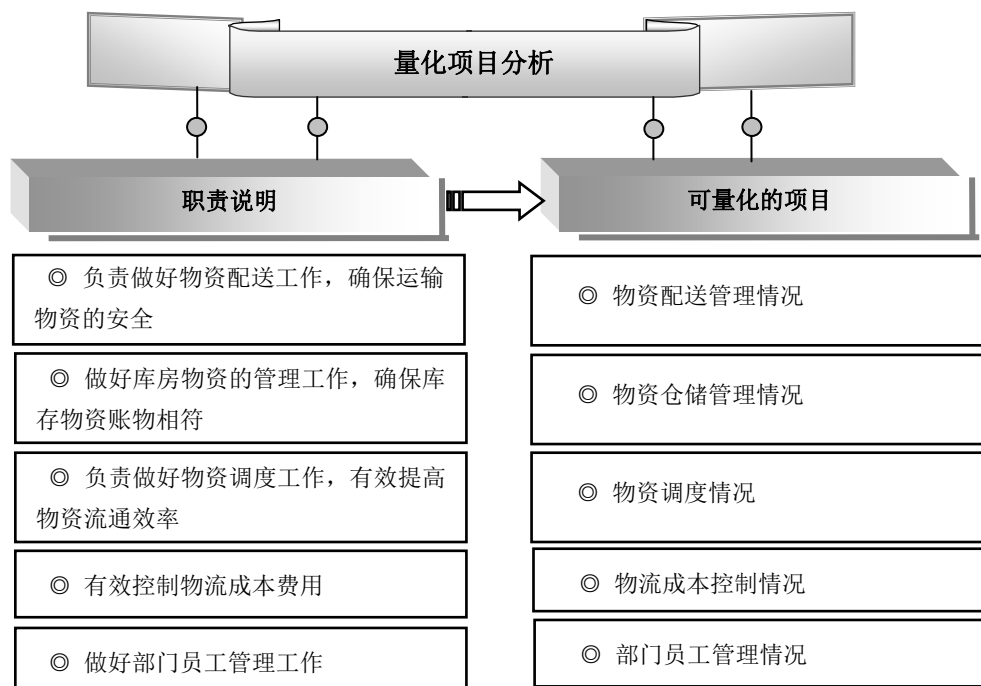 量化项目分析
职责说明
可量化的项目
◎ 负责做好物资配送工作，确保运输
物资的安全
◎ 物资配送管理情况
◎ 做好库房物资的管理工作，确保库
存物资账物相符
◎ 物资仓储管理情况
◎ 负责做好物资调度工作，有效提高
物资流通效率
◎ 物资调度情况
◎ 有效控制物流成本费用
◎ 物流成本控制情况
◎ 做好部门员工管理工作
◎ 部门员工管理情况